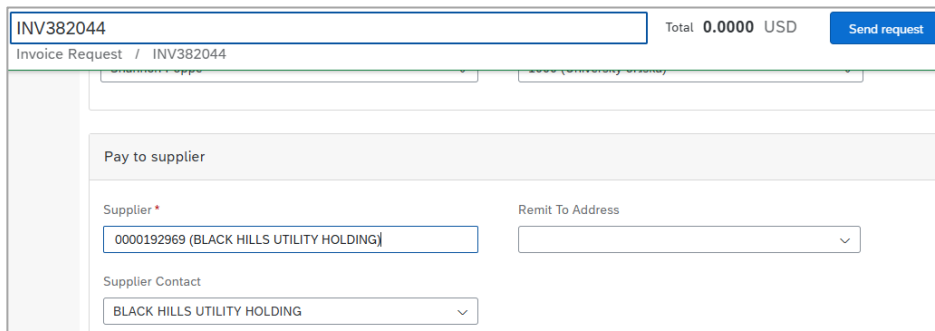 INV382044
Total 0.0000 USD
Send request
Invoice Request / INV382044
Pay to supplier
Supplier*
Remit To Address
0000192969 (BLACK HILLS UTILITY HOLDING)
Supplier Contact
BLACK HILLS UTILITY HOLDING